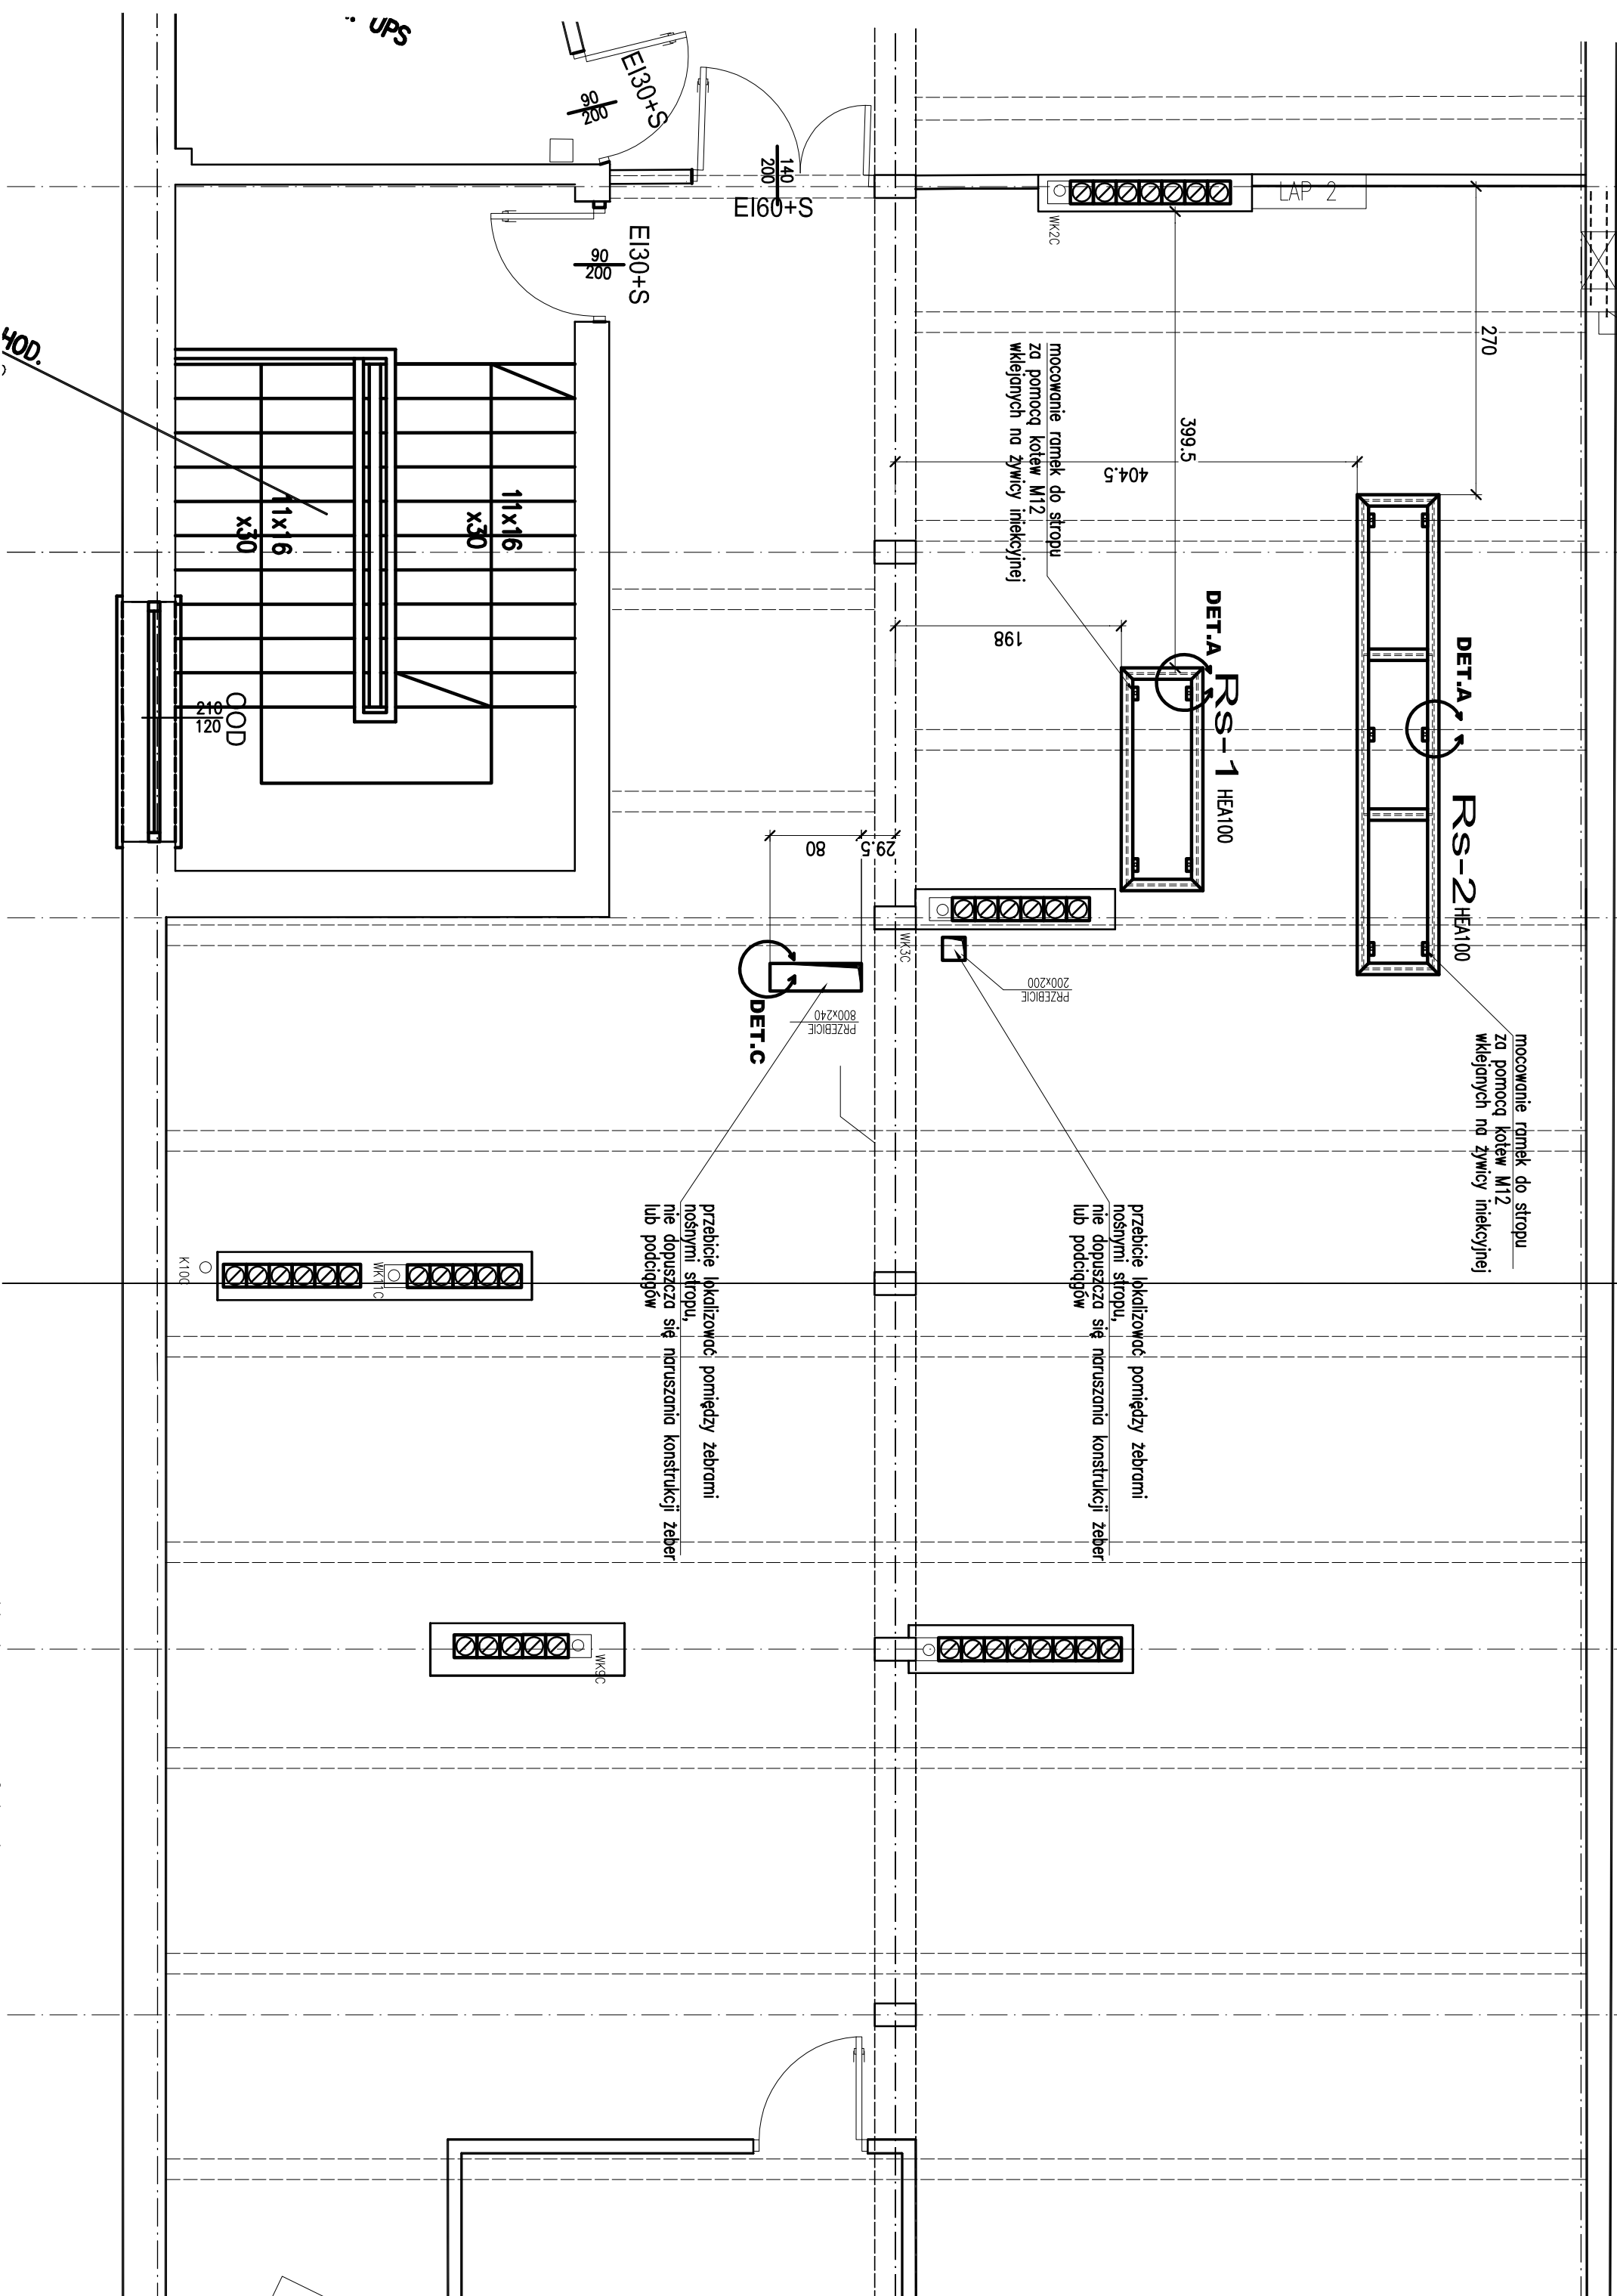 UPS
EI30+S
90
200
140
200
EI60+S
EI30+S
90
200
WK2C
LAP 2
270
399.5
404.5
198
mocowanie ramek do stropu
za pomocą kotew M12
wklejanych na żywicy iniekcyjnej
DET.A
Rs-1 HEA100
DET.A
Rs-2 HEA100
mocowanie ramek do stropu
za pomocą kotew M12
wklejanych na żywicy iniekcyjnej
HOD.
11x16
x30
11x16
x30
OOD
210
120
80
29.5
WK3C
PRZEBICIE
200x200
PRZEBICIE
800x240
DET.C
przebicie lokalizować pomiędzy żebrami
nośnymi stropu,
nie dopuszcza się naruszania konstrukcji żeber
lub podciągów
przebicie lokalizować pomiędzy żebrami
nośnymi stropu,
nie dopuszcza się naruszania konstrukcji żeber
lub podciągów
K10C
WK11C
WK9C